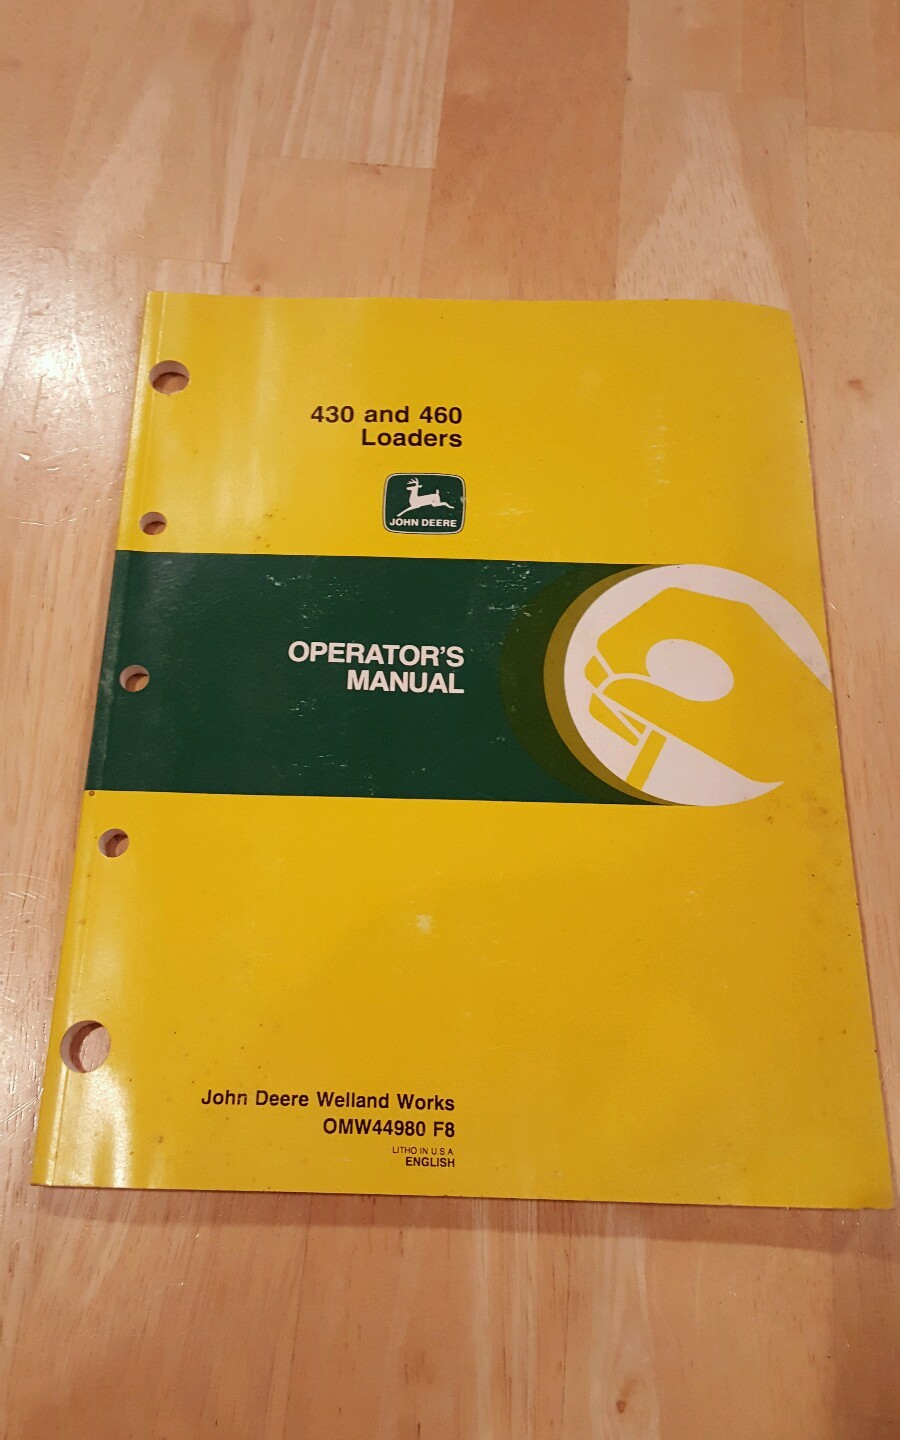 430 and 460
Loaders
JOHN DEERE
OPERATOR'S
MANUAL
John Deere Welland Works
OMW44980 F8
LITHO IN U.S.A.
ENGLISH